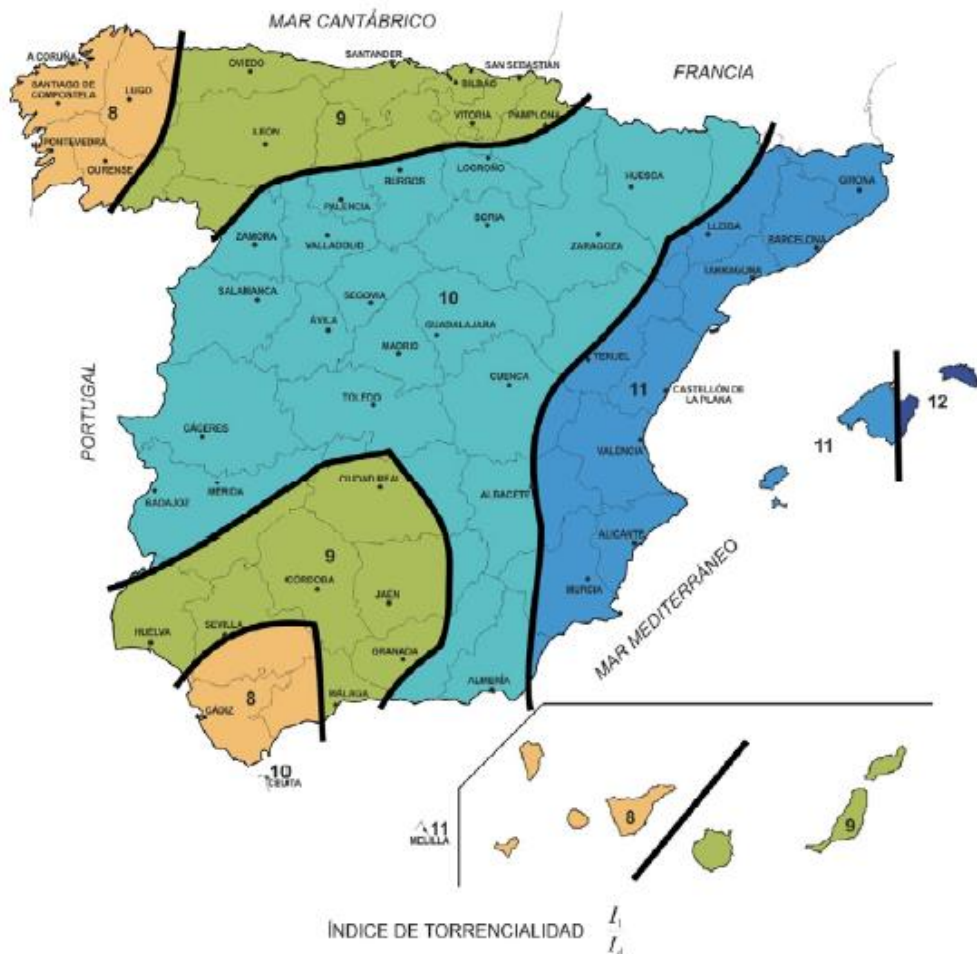 MAR CANTÁBRICO
A CORUÑA
SANTIAGO DE
COMPOSTELA
LUGO
8
PONTEVEDRA
OURENSE
OVIEDO
SANTANDER
SAN SEBASTIÁN
BILBAO
FRANCIA
LEÓN
9
VITORIA
PAMPLONA
LOGROÑO
BURGOS
HUESCA
GIRONA
PALENCIA
ZAMORA
VALLADOLID
SORIA
ZARAGOZA
LLEIDA
BARCELONA
TARRAGONA
SALAMANCA
SEGOVIA
10
ÁVILA
GUADALAJARA
MADRID
TERUEL
CUENCA
11
CASTELLÓN DE
LA PLANA
TOLEDO
PORTUGAL
CÁCERES
VALENCIA
11
12
BADAJOZ
MÉRIDA
CIUDAD REAL
ALBACETE
ALICANTE
MURCIA
MAR MEDITERRÁNEO
9
CÓRDOBA
JAÉN
HUELVA
SEVILLA
GRANADA
ALMERÍA
MÁLAGA
8
CÁDIZ
10
CEUTA
11
MELILLA
8
9
ÍNDICE DE TORRENCIALIDAD I₁/I_d